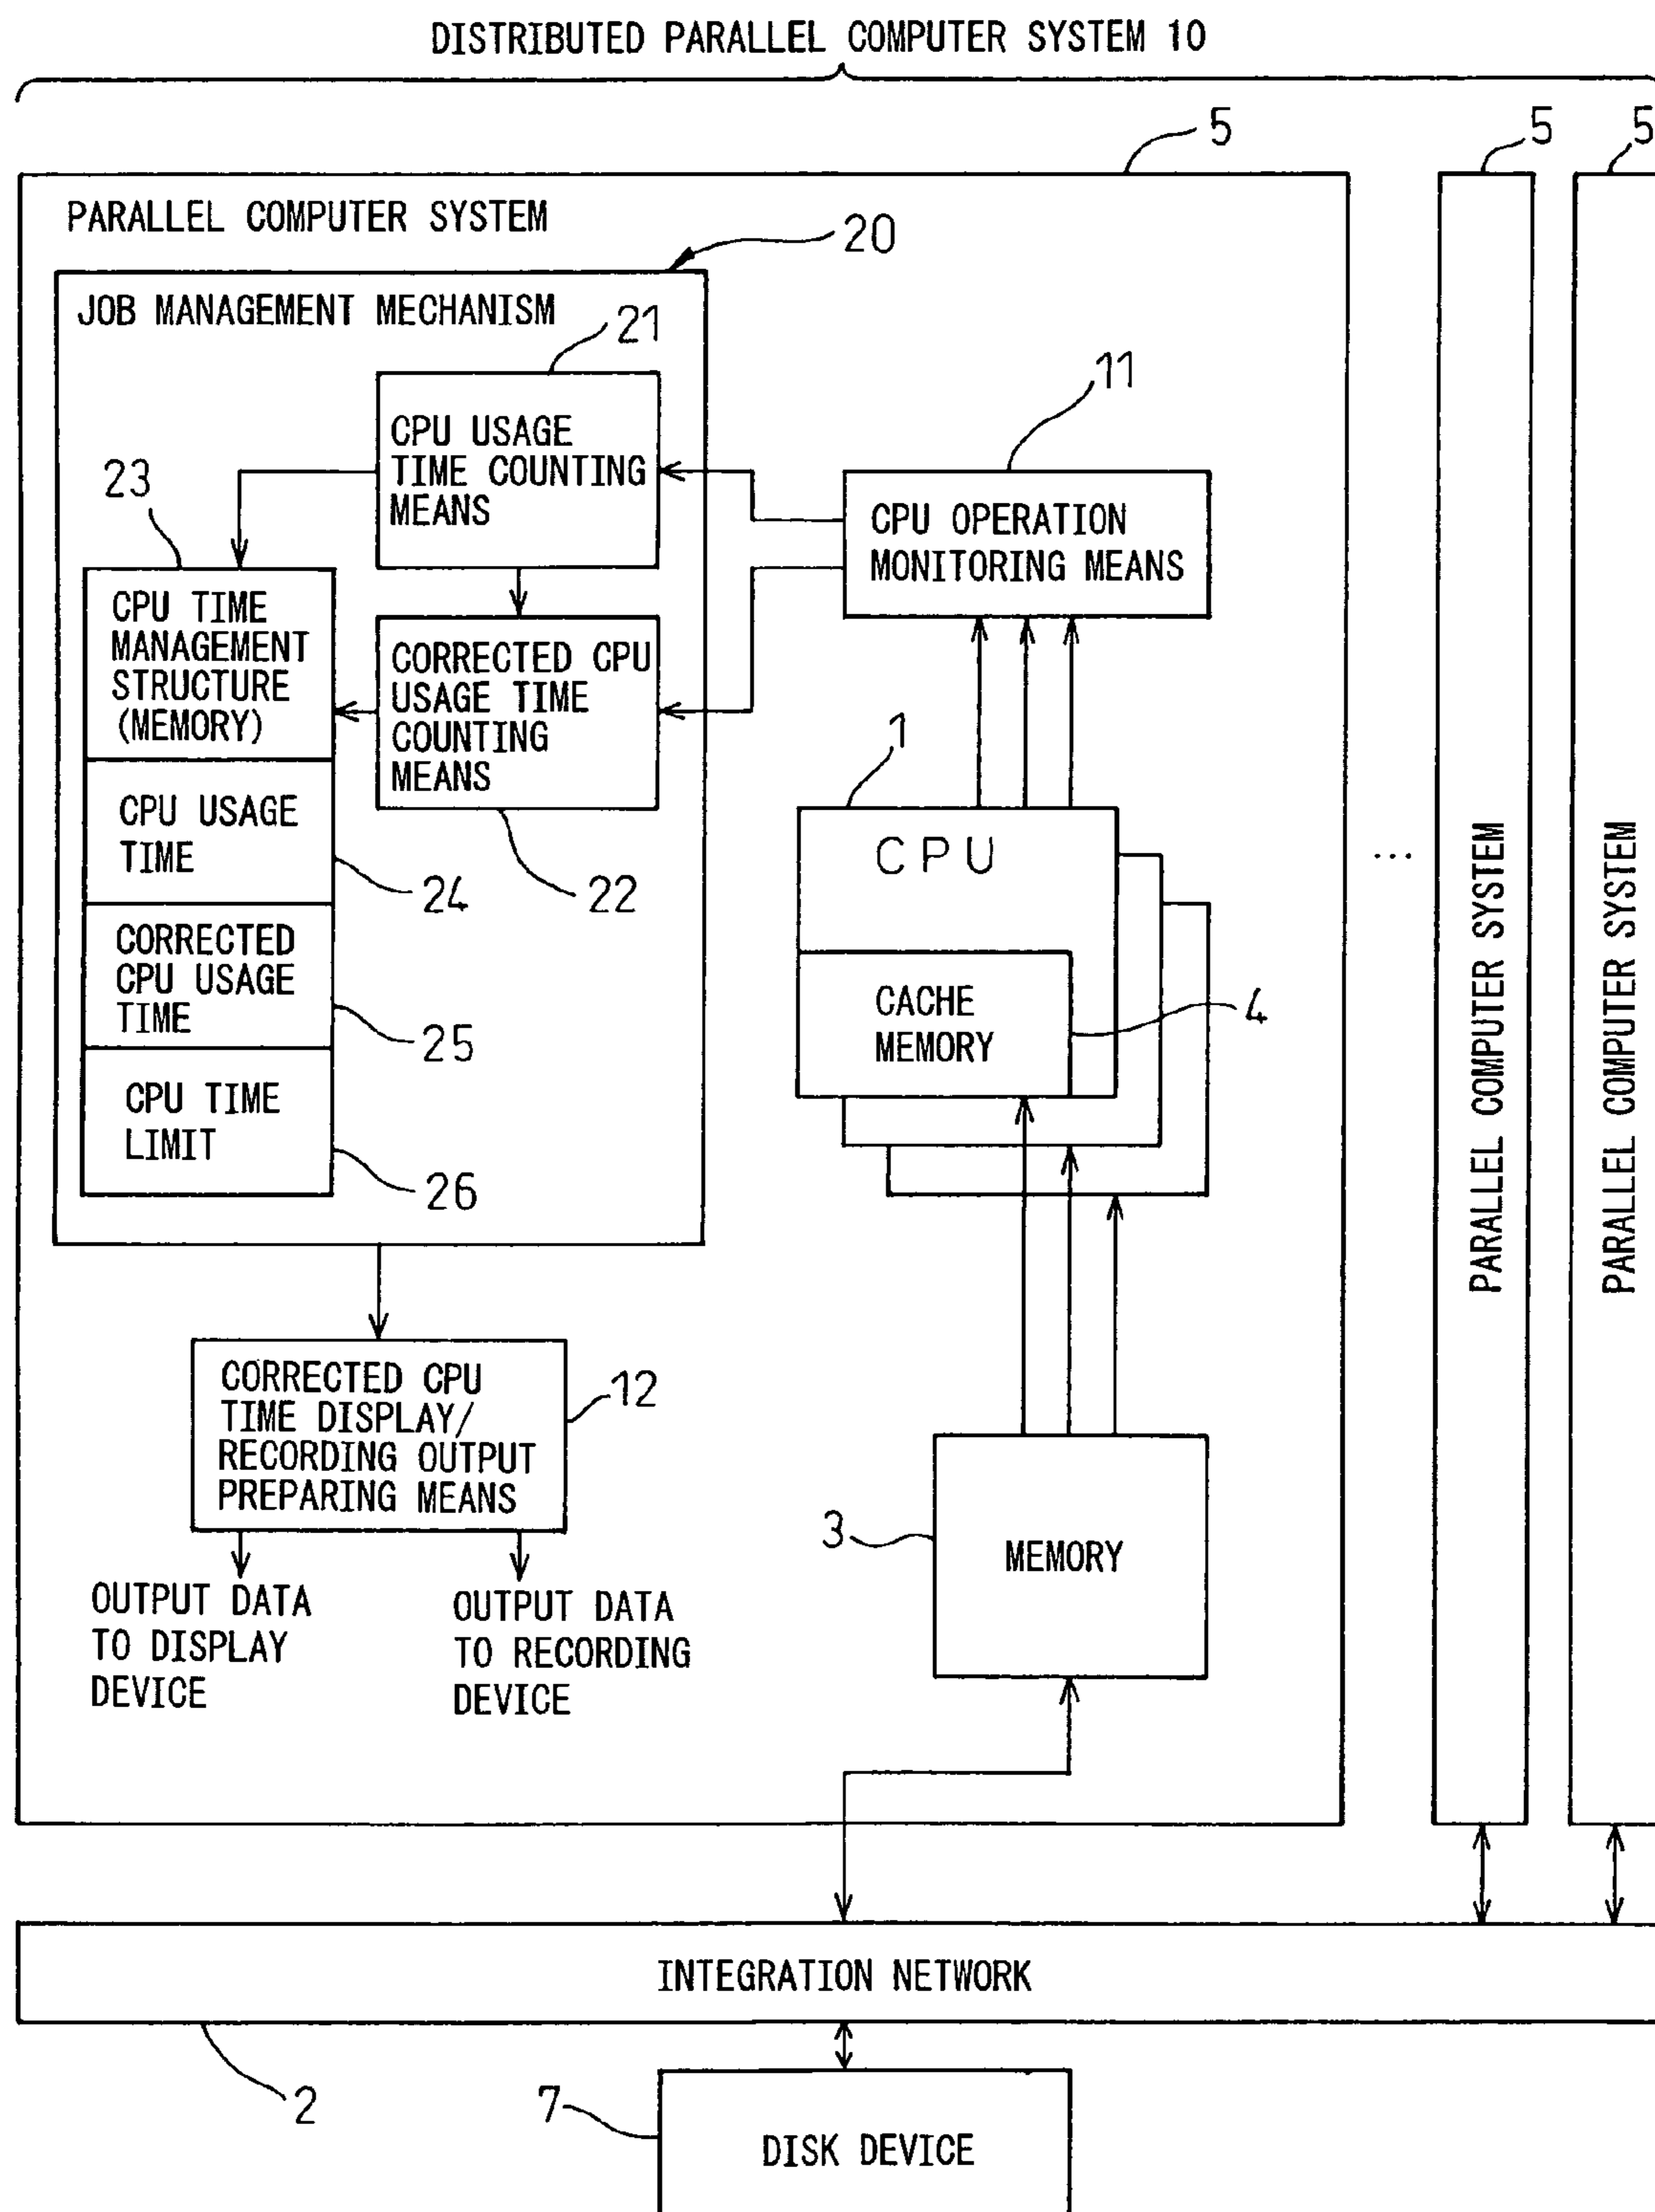 DISTRIBUTED PARALLEL COMPUTER SYSTEM 10
5
5
5
PARALLEL COMPUTER SYSTEM
20
JOB MANAGEMENT MECHANISM
21
CPU USAGE
TIME COUNTING
MEANS
11
CPU OPERATION
MONITORING MEANS
23
CPU TIME
MANAGEMENT
STRUCTURE
(MEMORY)
CORRECTED CPU
USAGE TIME
COUNTING
MEANS
22
CPU USAGE
TIME
24
CORRECTED
CPU USAGE
TIME
25
CPU TIME
LIMIT
26
1
CPU
CACHE
MEMORY
4
...
PARALLEL COMPUTER SYSTEM
PARALLEL COMPUTER SYSTEM
CORRECTED CPU
TIME DISPLAY/
RECORDING OUTPUT
PREPARING MEANS
12
OUTPUT DATA
TO DISPLAY
DEVICE
OUTPUT DATA
TO RECORDING
DEVICE
3
MEMORY
INTEGRATION NETWORK
2
7
DISK DEVICE